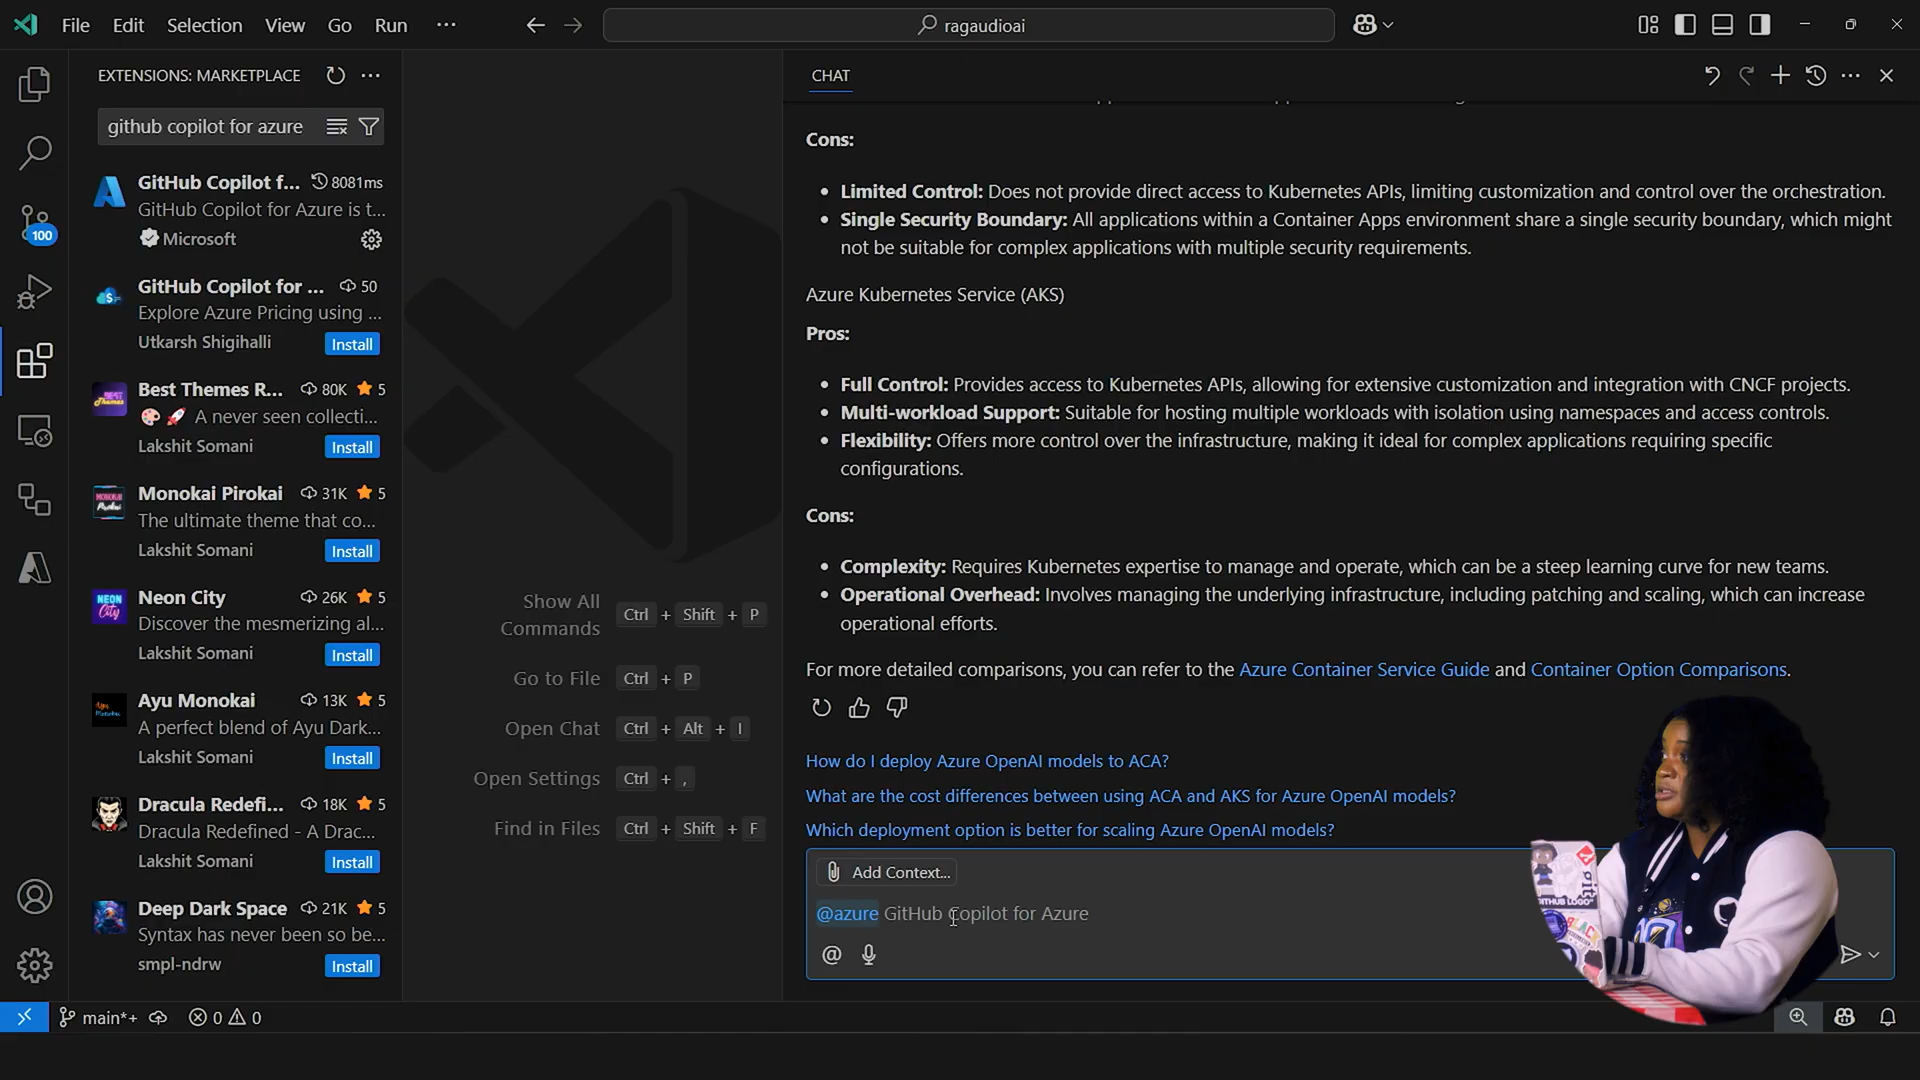 File Edit Selection View Go Run ···
ragaudioai
EXTENSIONS: MARKETPLACE
github copilot for azure
GitHub Copilot f... 8081ms
GitHub Copilot for Azure is t...
Microsoft
100
GitHub Copilot for ... 50
Explore Azure Pricing using ...
Utkarsh Shigihalli Install
Best Themes R... 80K 5
A never seen collecti...
Lakshit Somani Install
Monokai Pirokai 31K 5
The ultimate theme that co...
Lakshit Somani Install
NEON City
Neon City 26K 5
Discover the mesmerizing al...
Lakshit Somani Install
Ayu Monokai 13K 5
A perfect blend of Ayu Dark...
Lakshit Somani Install
Dracula Redefi... 18K 5
Dracula Redefined - A Drac...
Lakshit Somani Install
Deep Dark Space 21K 5
Syntax has never been so be...
smpl-ndrw Install
Show All Commands Ctrl + Shift + P
Go to File Ctrl + P
Open Chat Ctrl + Alt + I
Open Settings Ctrl + ,
Find in Files Ctrl + Shift + F
CHAT
Cons:
• Limited Control: Does not provide direct access to Kubernetes APIs, limiting customization and control over the orchestration.
• Single Security Boundary: All applications within a Container Apps environment share a single security boundary, which might
not be suitable for complex applications with multiple security requirements.
Azure Kubernetes Service (AKS)
Pros:
• Full Control: Provides access to Kubernetes APIs, allowing for extensive customization and integration with CNCF projects.
• Multi-workload Support: Suitable for hosting multiple workloads with isolation using namespaces and access controls.
• Flexibility: Offers more control over the infrastructure, making it ideal for complex applications requiring specific
configurations.
Cons:
• Complexity: Requires Kubernetes expertise to manage and operate, which can be a steep learning curve for new teams.
• Operational Overhead: Involves managing the underlying infrastructure, including patching and scaling, which can increase
operational efforts.
For more detailed comparisons, you can refer to the Azure Container Service Guide and Container Option Comparisons.
How do I deploy Azure OpenAI models to ACA?
What are the cost differences between using ACA and AKS for Azure OpenAI models?
Which deployment option is better for scaling Azure OpenAI models?
Add Context...
@azure GitHub Copilot for Azure
main*+ 0 0